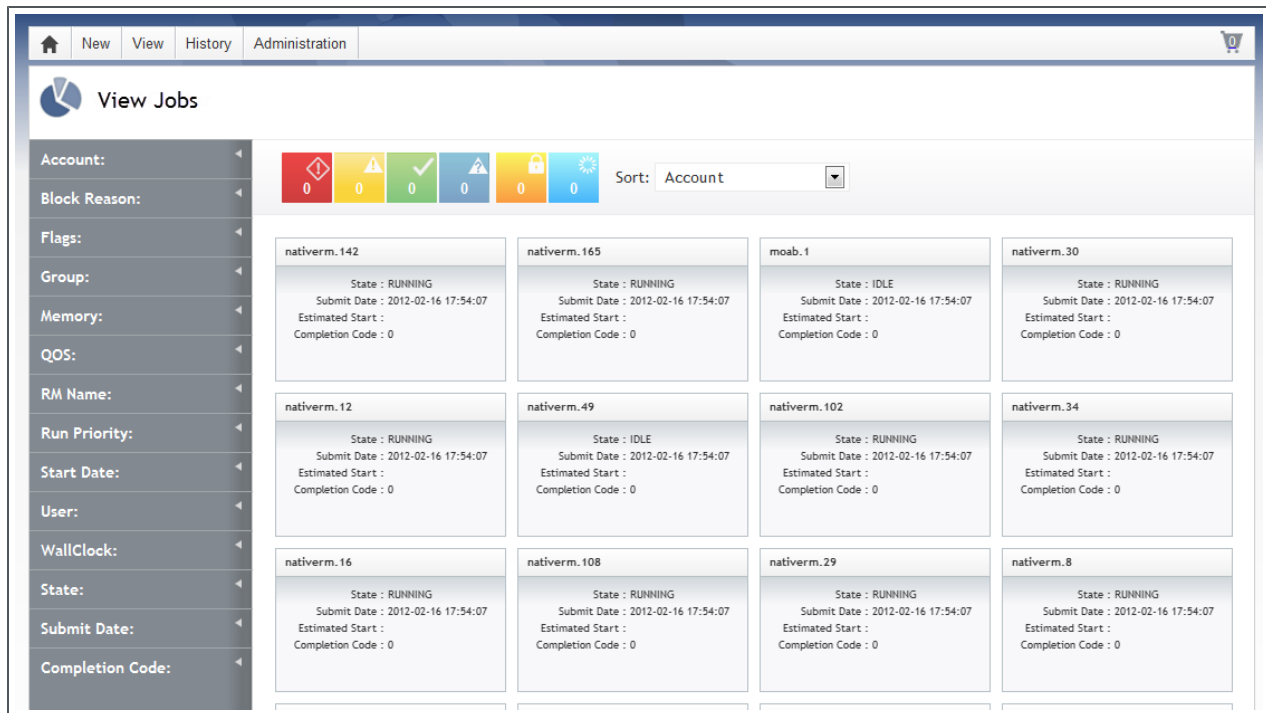 New View History Administration 0
View Jobs
Account:
Block Reason:
Flags:
Group:
Memory:
QOS:
RM Name:
Run Priority:
Start Date:
User:
WallClock:
State:
Submit Date:
Completion Code:
0 0 0 0 0 0 Sort: Account
nativerm.142
State : RUNNING
Submit Date : 2012-02-16 17:54:07
Estimated Start :
Completion Code : 0
nativerm.165
State : RUNNING
Submit Date : 2012-02-16 17:54:07
Estimated Start :
Completion Code : 0
moab.1
State : IDLE
Submit Date : 2012-02-16 17:54:07
Estimated Start :
Completion Code : 0
nativerm.30
State : RUNNING
Submit Date : 2012-02-16 17:54:07
Estimated Start :
Completion Code : 0
nativerm.12
State : RUNNING
Submit Date : 2012-02-16 17:54:07
Estimated Start :
Completion Code : 0
nativerm.49
State : IDLE
Submit Date : 2012-02-16 17:54:07
Estimated Start :
Completion Code : 0
nativerm.102
State : RUNNING
Submit Date : 2012-02-16 17:54:07
Estimated Start :
Completion Code : 0
nativerm.34
State : RUNNING
Submit Date : 2012-02-16 17:54:07
Estimated Start :
Completion Code : 0
nativerm.16
State : RUNNING
Submit Date : 2012-02-16 17:54:07
Estimated Start :
Completion Code : 0
nativerm.108
State : RUNNING
Submit Date : 2012-02-16 17:54:07
Estimated Start :
Completion Code : 0
nativerm.29
State : RUNNING
Submit Date : 2012-02-16 17:54:07
Estimated Start :
Completion Code : 0
nativerm.8
State : RUNNING
Submit Date : 2012-02-16 17:54:07
Estimated Start :
Completion Code : 0